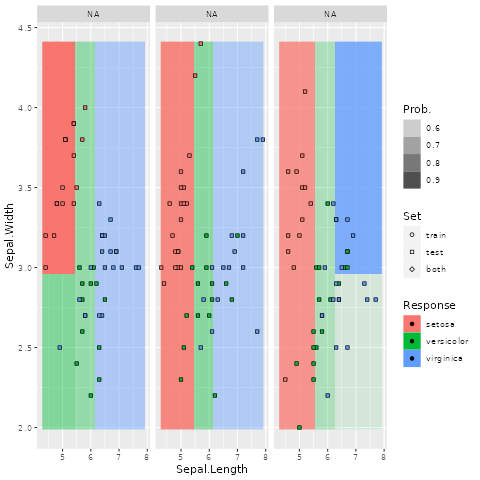 NA NA NA
4.5
4.0
3.5
3.0
2.5
2.0
Sepal.Width
5 6 7 8 5 6 7 8 5 6 7 8
Sepal.Length
Prob.
0.6
0.7
0.8
0.9
Set
train
test
both
Response
setosa
versicolor
virginica